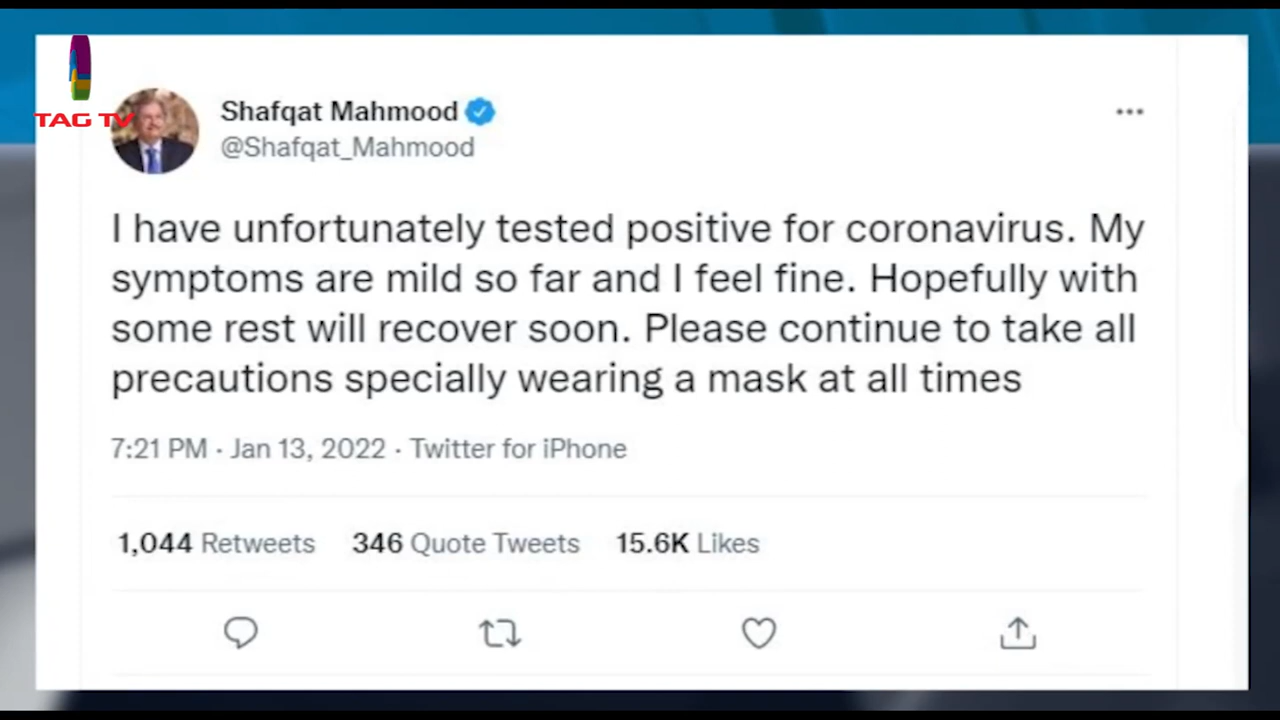 TAG TV
Shafqat Mahmood
@Shafqat_Mahmood
I have unfortunately tested positive for coronavirus. My
symptoms are mild so far and I feel fine. Hopefully with
some rest will recover soon. Please continue to take all
precautions specially wearing a mask at all times
7:21 PM · Jan 13, 2022 · Twitter for iPhone
1,044 Retweets 346 Quote Tweets 15.6K Likes